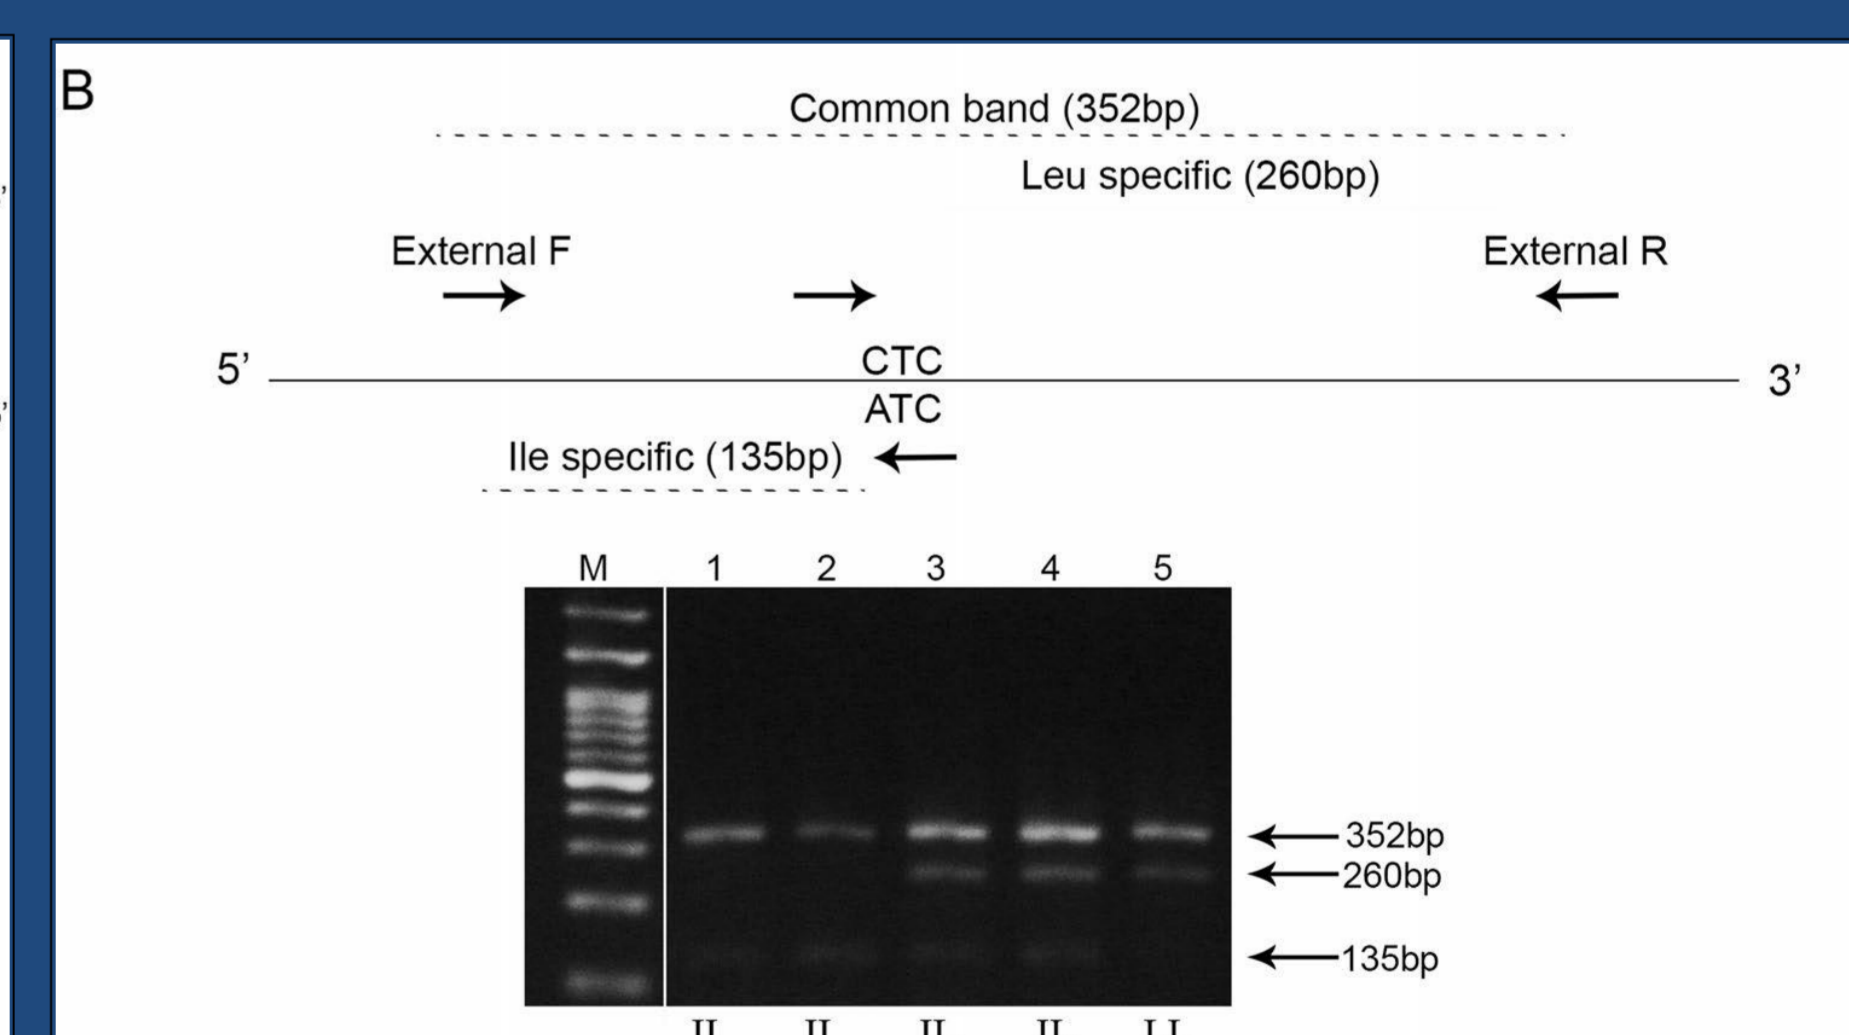 B
Common band (352bp)
Leu specific (260bp)
External F External R
5’ CTC 3’
ATC
Ile specific (135bp)
M 1 2 3 4 5
352bp
260bp
135bp